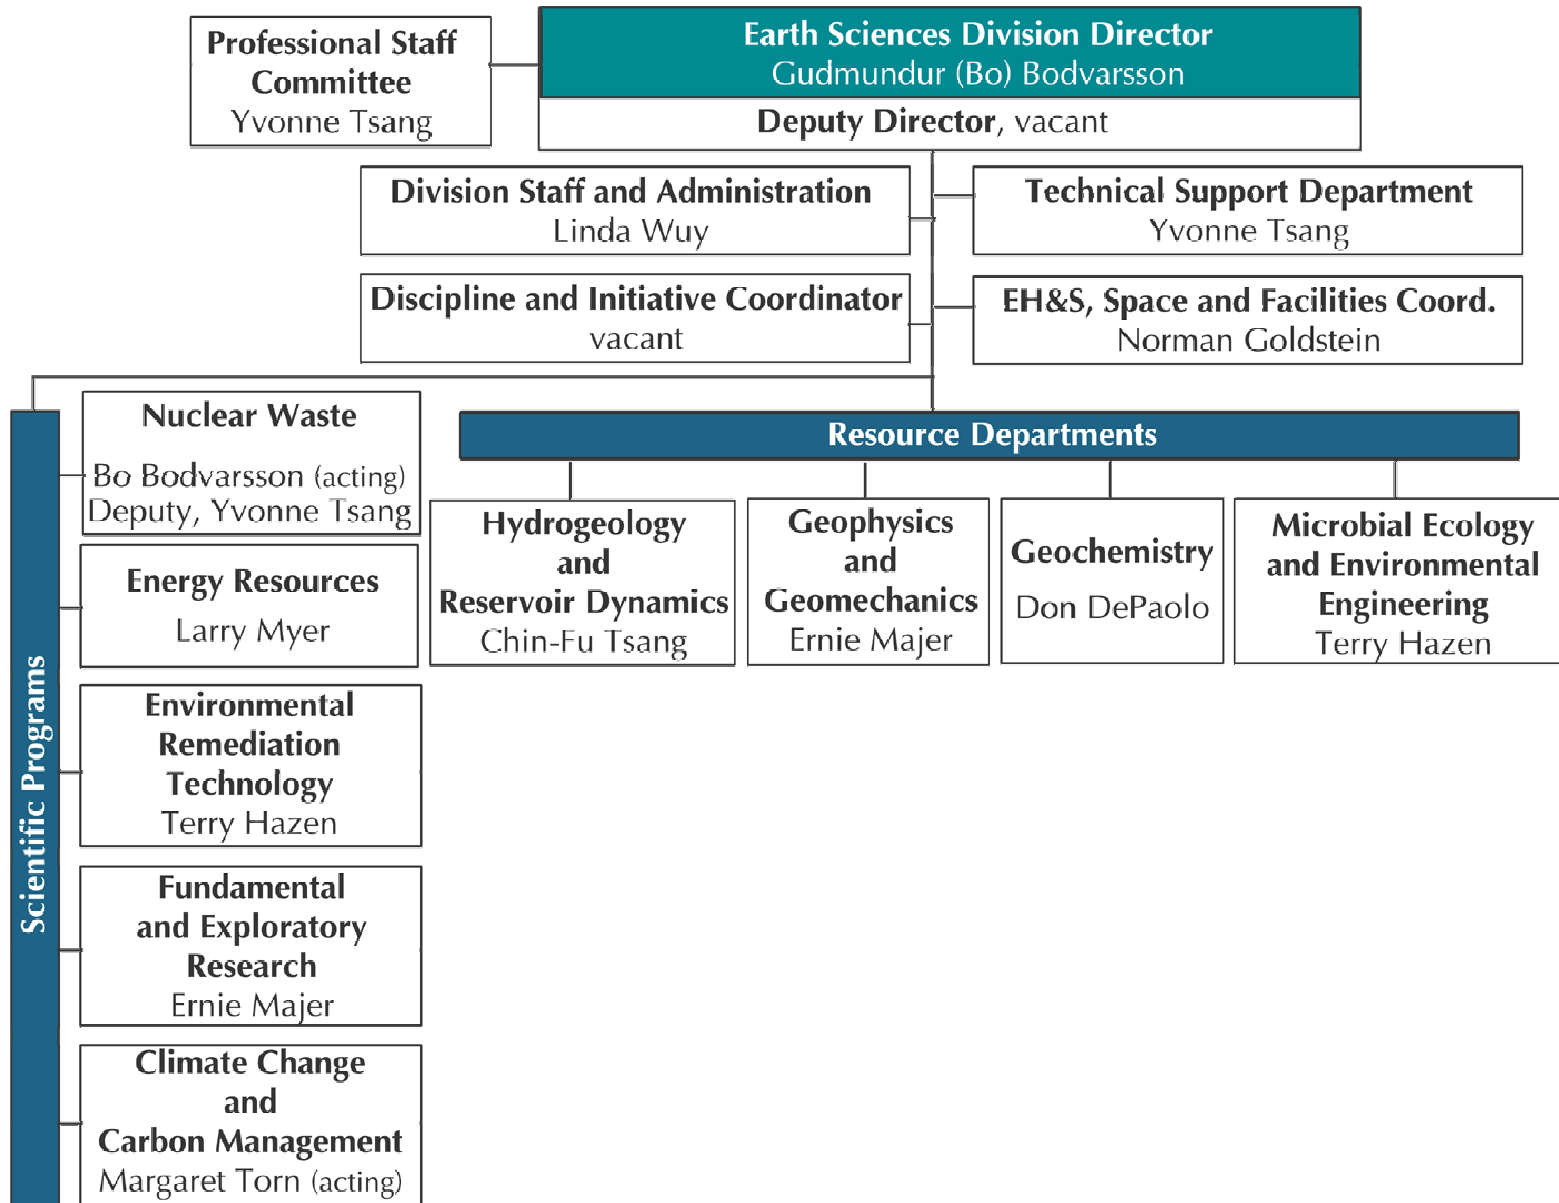 Professional Staff
Committee
Yvonne Tsang
Earth Sciences Division Director
Gudmundur (Bo) Bodvarsson
Deputy Director, vacant
Division Staff and Administration
Linda Wuy
Technical Support Department
Yvonne Tsang
Discipline and Initiative Coordinator
vacant
EH&S, Space and Facilities Coord.
Norman Goldstein
Scientific Programs
Nuclear Waste
Bo Bodvarsson (acting)
Deputy, Yvonne Tsang
Energy Resources
Larry Myer
Environmental
Remediation
Technology
Terry Hazen
Fundamental
and Exploratory
Research
Ernie Majer
Climate Change
and
Carbon Management
Margaret Torn (acting)
Resource Departments
Hydrogeology
and
Reservoir Dynamics
Chin-Fu Tsang
Geophysics
and
Geomechanics
Ernie Majer
Geochemistry
Don DePaolo
Microbial Ecology
and Environmental
Engineering
Terry Hazen